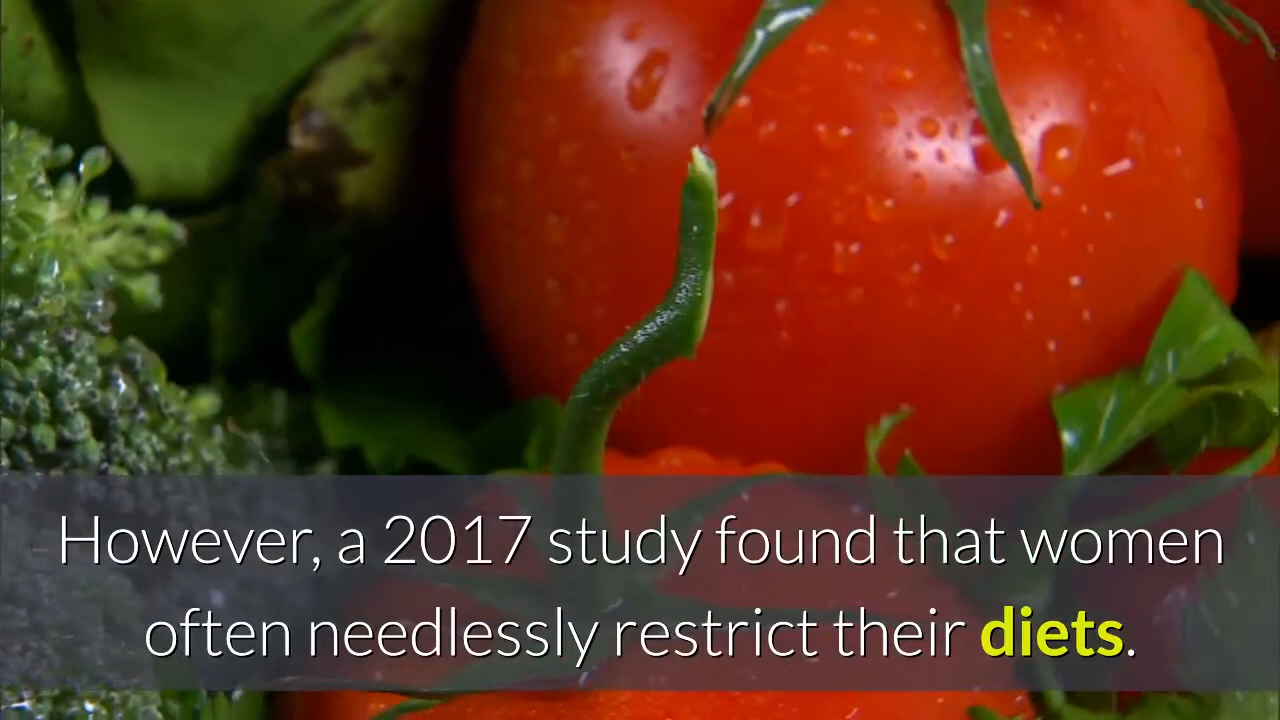 However, a 2017 study found that women
often needlessly restrict their diets.